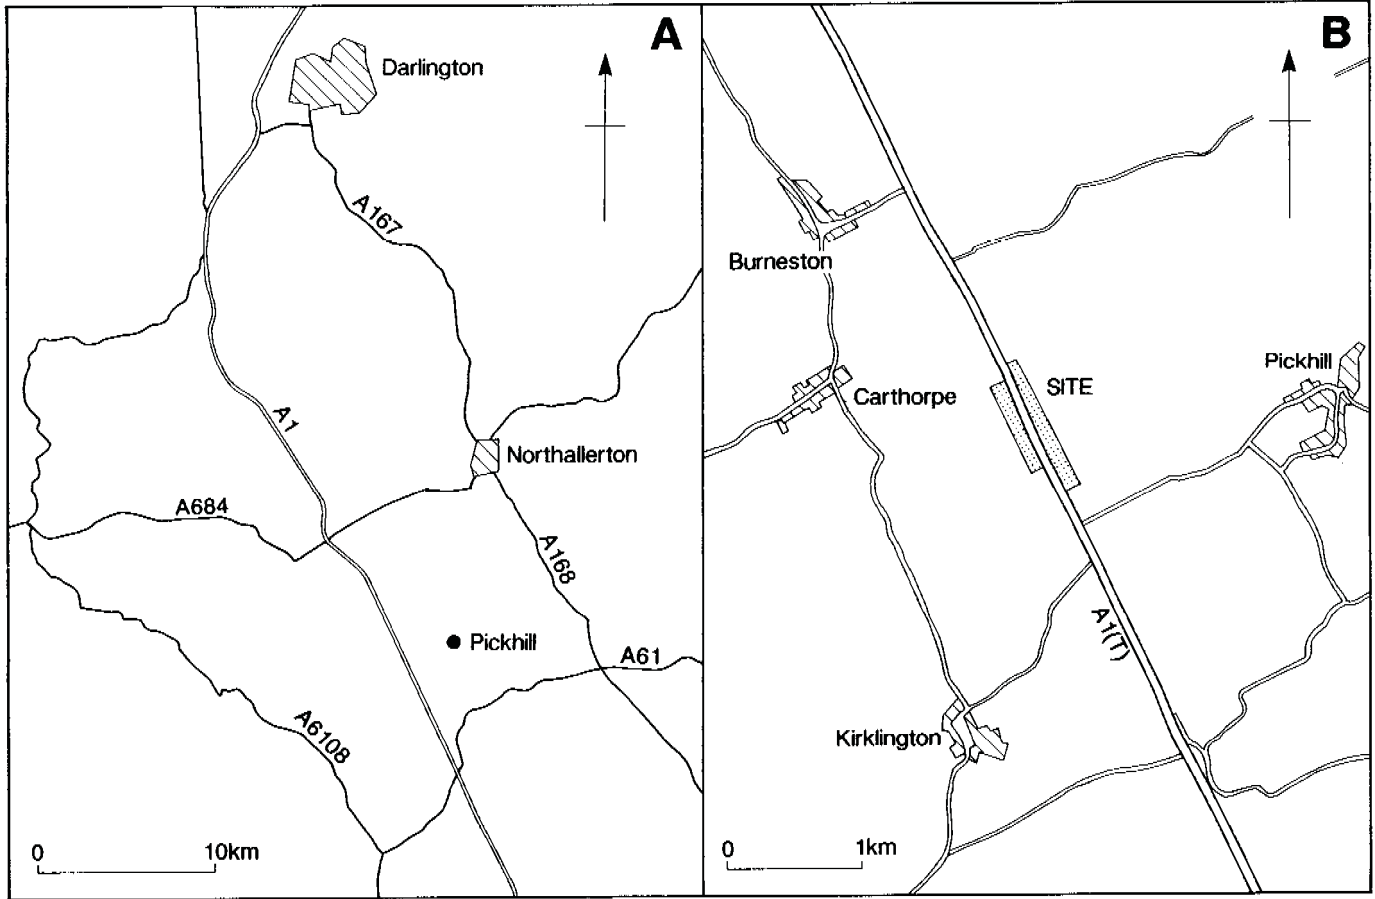 A
Darlington
A167
A1
Northallerton
A684
A168
Pickhill
A61
A6108
0 10km
B
Burneston
Pickhill
SITE
Carthorpe
A1(T)
Kirklington
0 1km